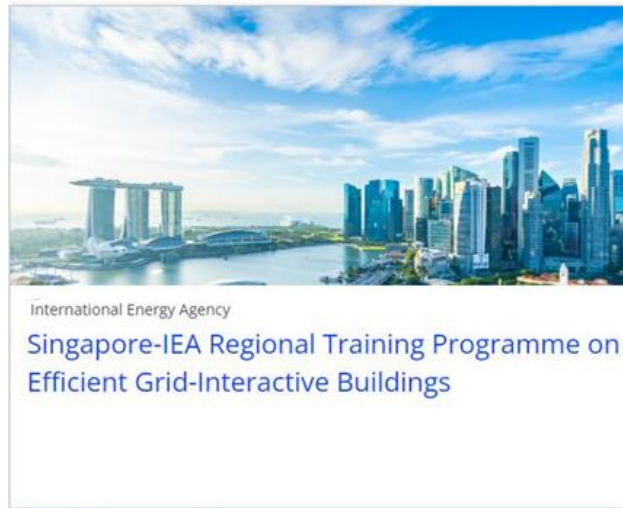 International Energy Agency
Singapore-IEA Regional Training Programme on
Efficient Grid-Interactive Buildings